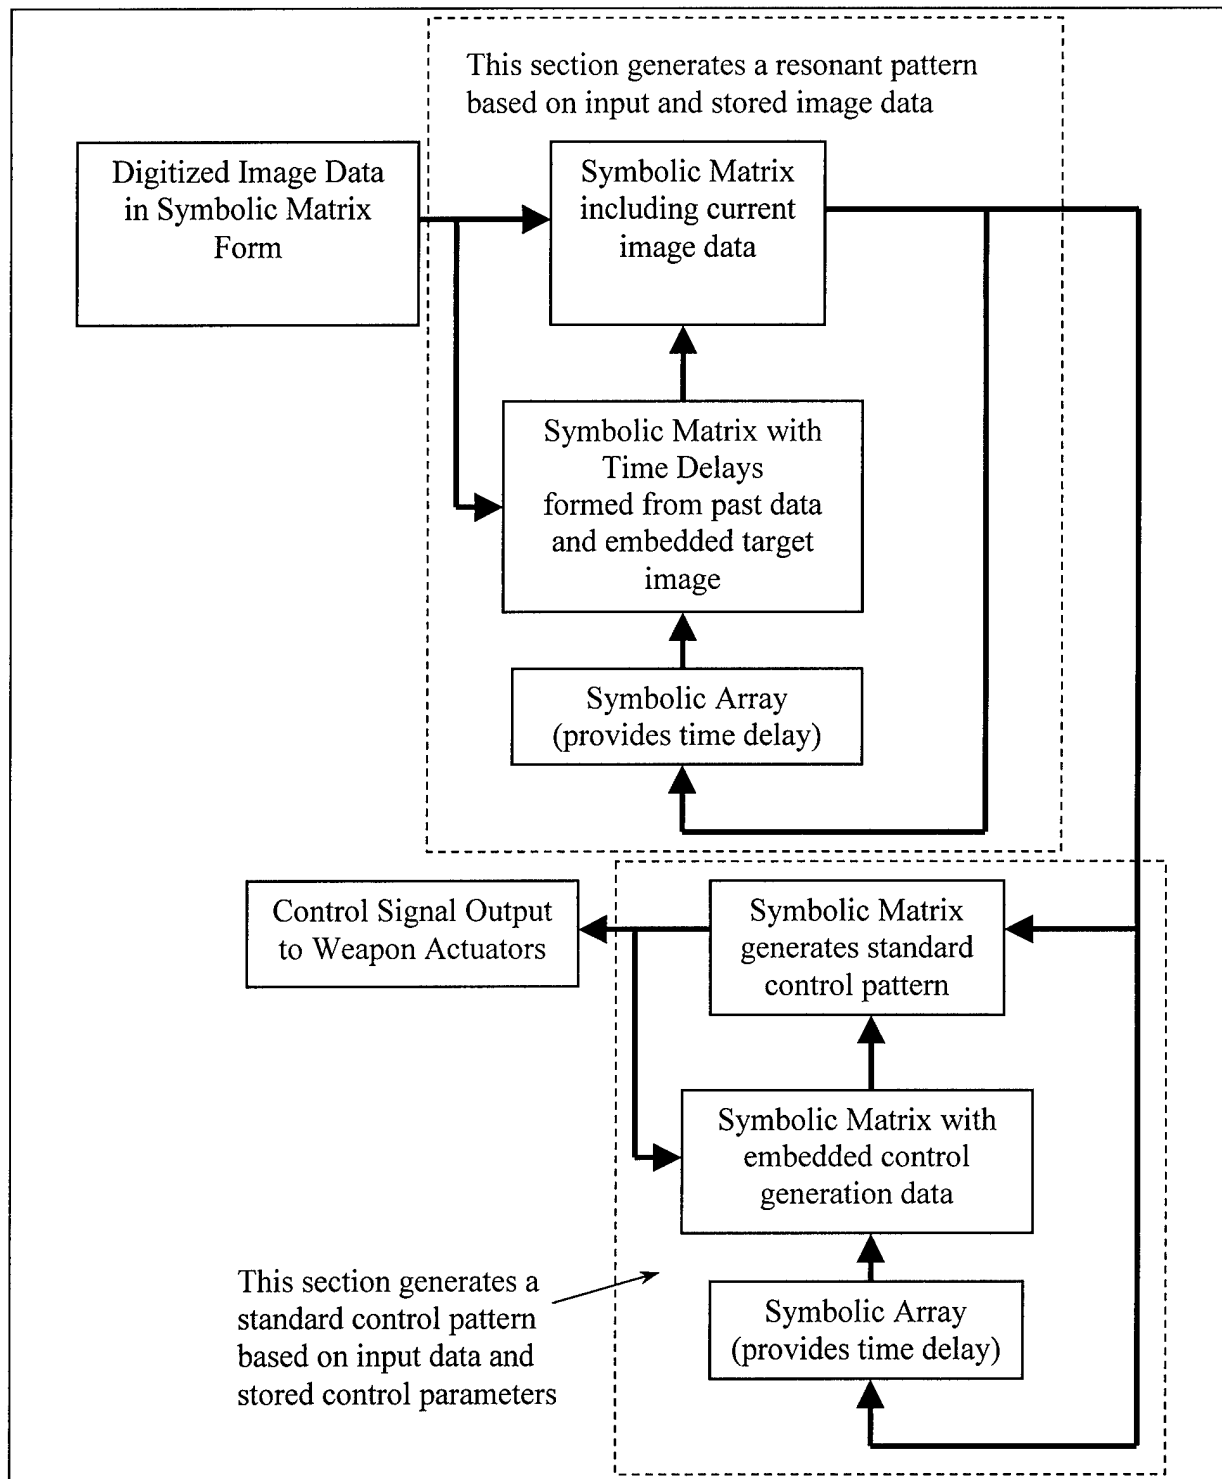 This section generates a resonant pattern
based on input and stored image data
Digitized Image Data
in Symbolic Matrix
Form
Symbolic Matrix
including current
image data
Symbolic Matrix with
Time Delays
formed from past data
and embedded target
image
Symbolic Array
(provides time delay)
Control Signal Output
to Weapon Actuators
Symbolic Matrix
generates standard
control pattern
Symbolic Matrix with
embedded control
generation data
This section generates a
standard control pattern
based on input data and
stored control parameters
Symbolic Array
(provides time delay)